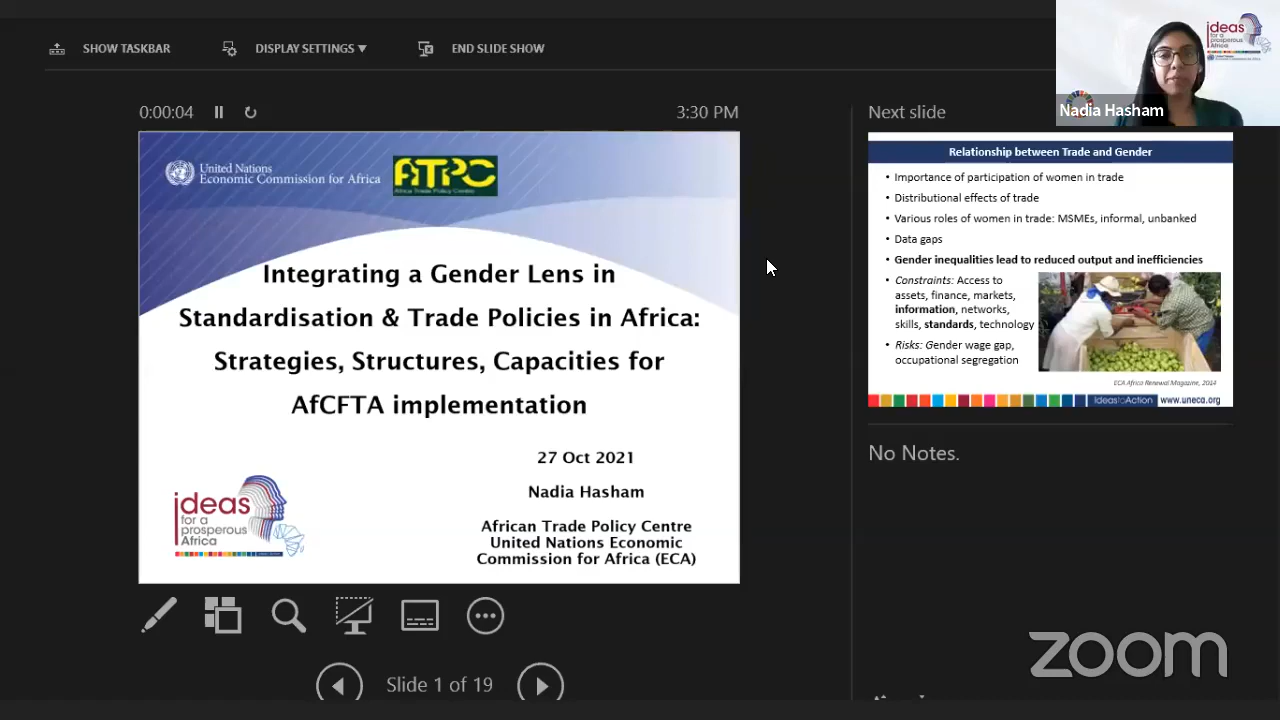 SHOW TASKBAR
DISPLAY SETTINGS ▾
END SLIDE SHOW
0:00:04
3:30 PM
United Nations
Economic Commission for Africa
ATPC
Africa Trade Policy Centre
Integrating a Gender Lens in
Standardisation & Trade Policies in Africa:
Strategies, Structures, Capacities for
AfCFTA implementation
27 Oct 2021
Nadia Hasham
African Trade Policy Centre
United Nations Economic
Commission for Africa (ECA)
ideas
for a
prosperous
Africa
Slide 1 of 19
ideas
for a
prosperous
Africa
Nadia Hasham
Next slide
Relationship between Trade and Gender
• Importance of participation of women in trade
• Distributional effects of trade
• Various roles of women in trade: MSMEs, informal, unbanked
• Data gaps
• Gender inequalities lead to reduced output and inefficiencies
• Constraints: Access to
assets, finance, markets,
information, networks,
skills, standards, technology
• Risks: Gender wage gap,
occupational segregation
ECA Africa Renewal Magazine, 2014
IdeastoAction
www.uneca.org
No Notes.
zoom